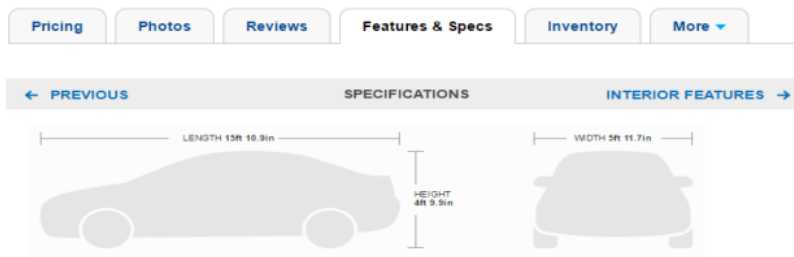 Pricing Photos Reviews Features & Specs Inventory More
PREVIOUS SPECIFICATIONS INTERIOR FEATURES
LENGTH 15ft 10.9in WIDTH 5ft 11.7in
HEIGHT
4ft 9.9in